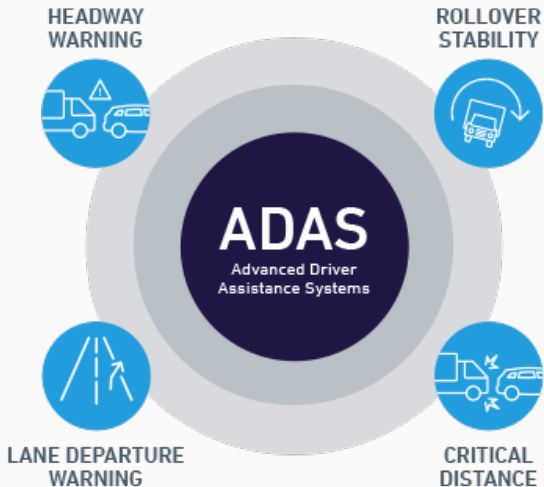 HEADWAY
WARNING
ROLLOVER
STABILITY
ADAS
Advanced Driver
Assistance Systems
LANE DEPARTURE
WARNING
CRITICAL
DISTANCE